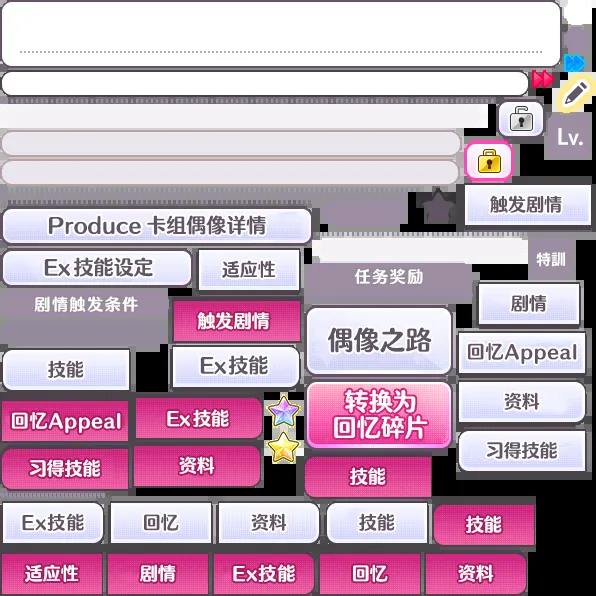 Lv.
触发剧情
Produce 卡组偶像详情
特訓
Ex技能设定
适应性
任务奖励
剧情触发条件
剧情
触发剧情
偶像之路
回忆Appeal
技能
Ex技能
转换为
回忆碎片
资料
回忆Appeal
Ex技能
习得技能
习得技能
资料
技能
Ex技能
回忆
资料
技能
技能
适应性
剧情
Ex技能
回忆
资料